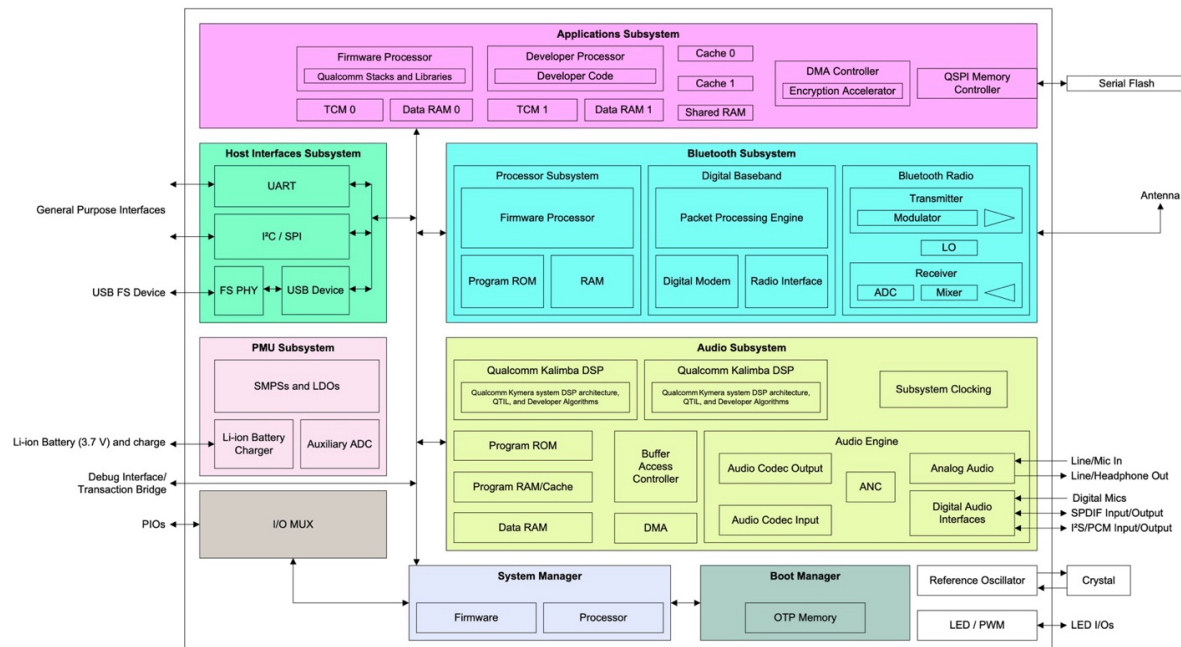 Applications Subsystem
Firmware Processor
Qualcomm Stacks and Libraries
TCM 0
Data RAM 0
Developer Processor
Developer Code
TCM 1
Data RAM 1
Cache 0
Cache 1
Shared RAM
DMA Controller
Encryption Accelerator
QSPI Memory
Controller
Serial Flash
Host Interfaces Subsystem
UART
I²C / SPI
FS PHY
USB Device
General Purpose Interfaces
USB FS Device
Bluetooth Subsystem
Processor Subsystem
Firmware Processor
Program ROM
RAM
Digital Baseband
Packet Processing Engine
Digital Modem
Radio Interface
Bluetooth Radio
Transmitter
Modulator
LO
Receiver
ADC
Mixer
Antenna
PMU Subsystem
SMPSs and LDOs
Li-ion Battery
Charger
Auxiliary ADC
Li-ion Battery (3.7 V) and charge
Debug Interface/
Transaction Bridge
PIOs
I/O MUX
Audio Subsystem
Qualcomm Kalimba DSP
Qualcomm Kymera system DSP architecture,
QTIL, and Developer Algorithms
Qualcomm Kalimba DSP
Qualcomm Kymera system DSP architecture,
QTIL, and Developer Algorithms
Subsystem Clocking
Program ROM
Program RAM/Cache
Data RAM
Buffer
Access
Controller
DMA
Audio Engine
Audio Codec Output
Audio Codec Input
ANC
Analog Audio
Digital Audio
Interfaces
Line/Mic In
Line/Headphone Out
Digital Mics
SPDIF Input/Output
I²S/PCM Input/Output
System Manager
Firmware
Processor
Boot Manager
OTP Memory
Reference Oscillator
Crystal
LED / PWM
LED I/Os